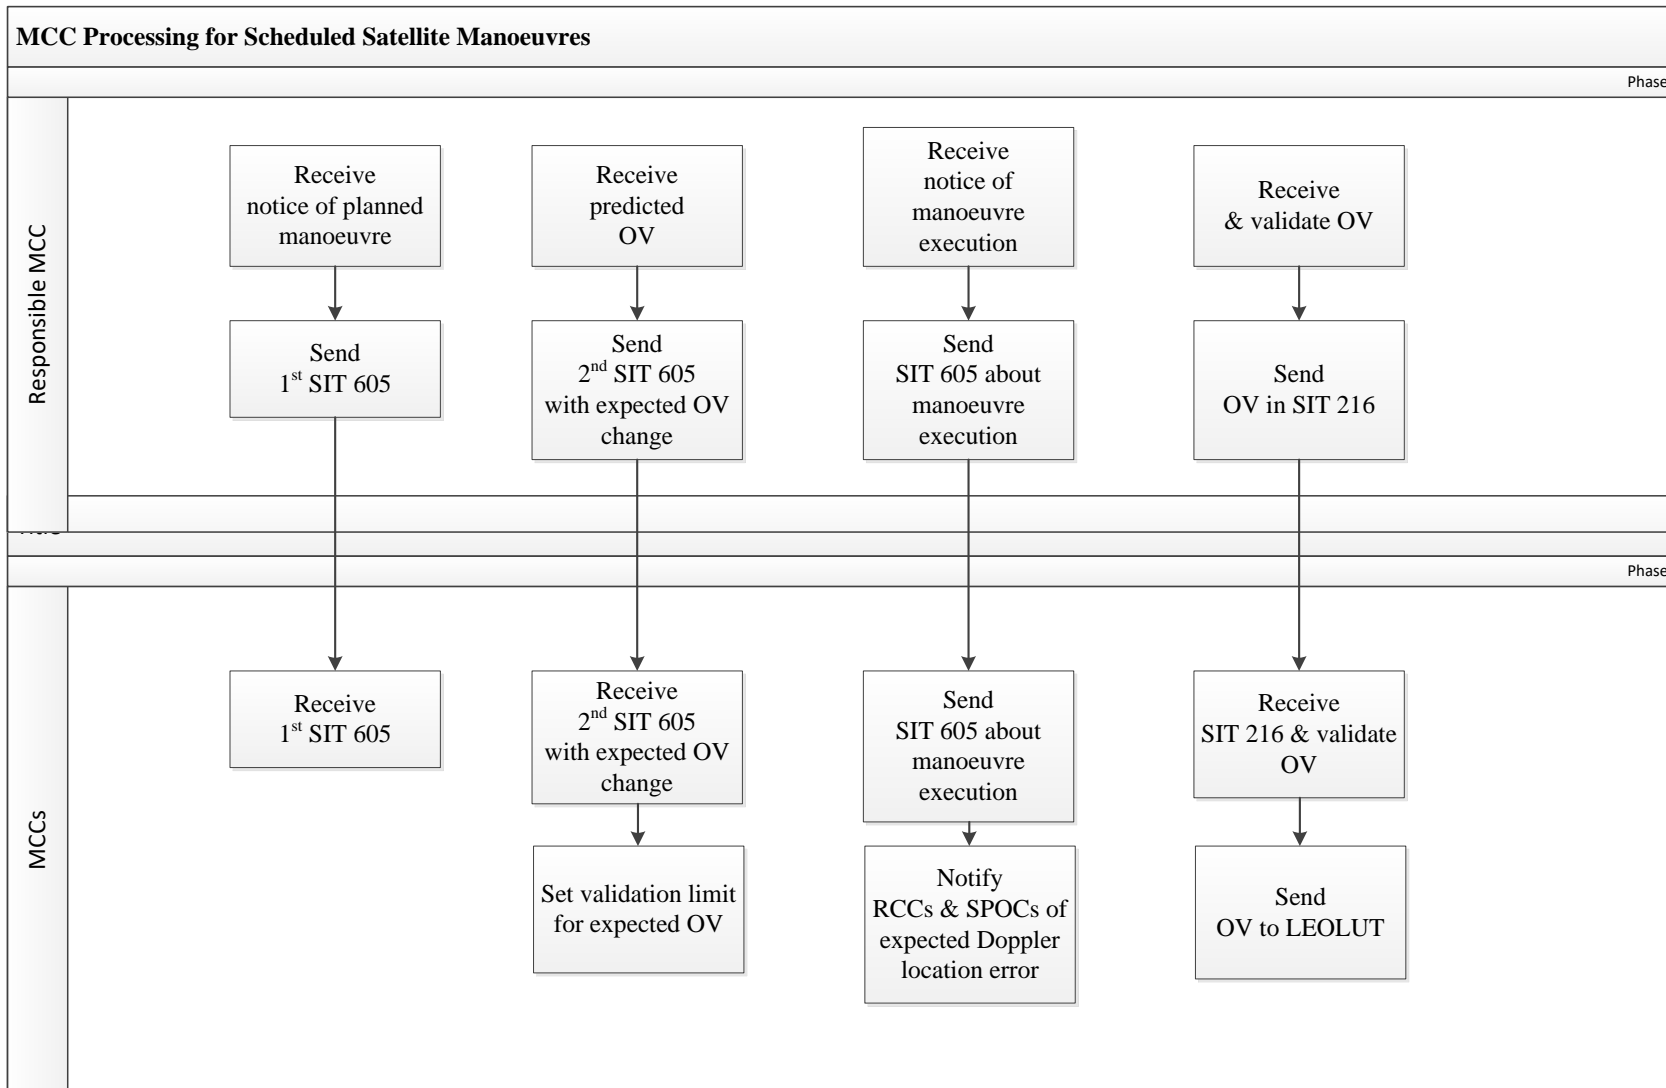 MCC Processing for Scheduled Satellite Manoeuvres
Phase
Responsible MCC
Receive
notice of planned
manoeuvre
Receive
predicted
OV
Receive
notice of
manoeuvre
execution
Receive
& validate OV
Send
1st SIT 605
Send
2nd SIT 605
with expected OV
change
Send
SIT 605 about
manoeuvre
execution
Send
OV in SIT 216
Phase
MCCs
Receive
1st SIT 605
Receive
2nd SIT 605
with expected OV
change
Send
SIT 605 about
manoeuvre
execution
Receive
SIT 216 & validate
OV
Set validation limit
for expected OV
Notify
RCCs & SPOCs of
expected Doppler
location error
Send
OV to LEOLUT